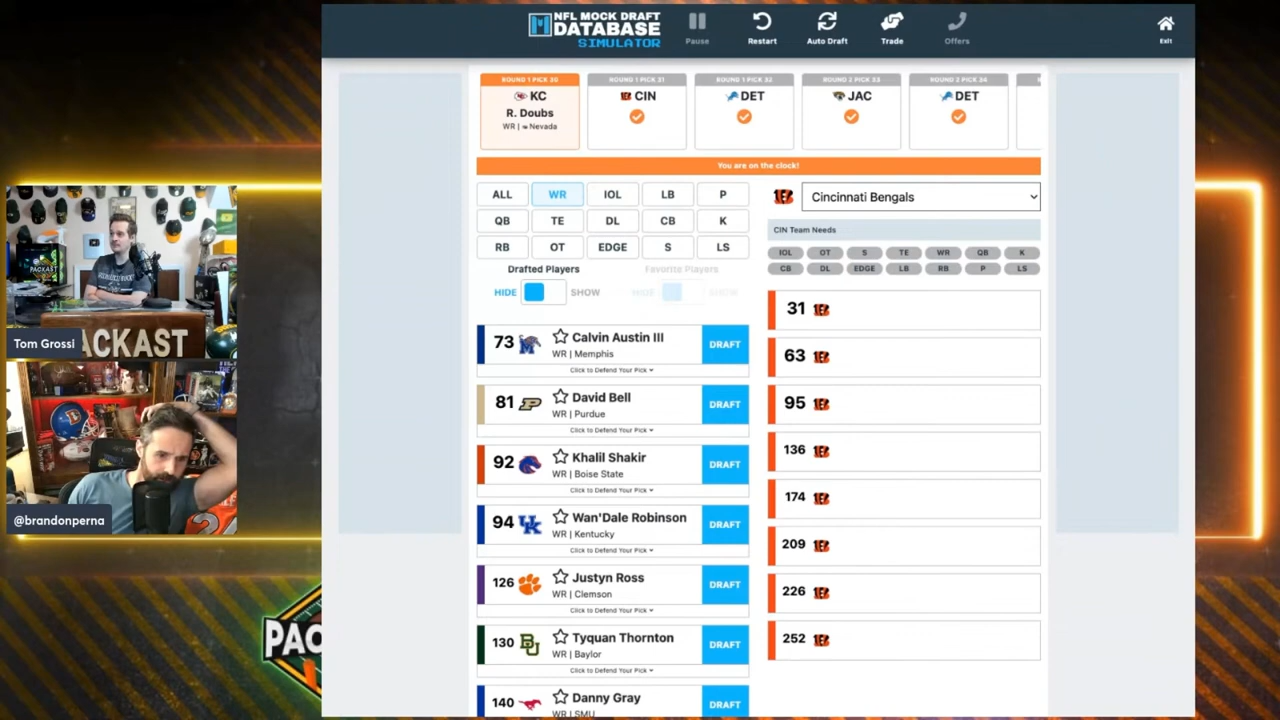 NFL MOCK DRAFT
DATABASE
SIMULATOR
Pause
Restart
Auto Draft
Trade
Offers
Exit
ROUND 1 PICK 30
KC
R. Doubs
WR | Nevada
ROUND 1 PICK 31
CIN
ROUND 1 PICK 32
DET
ROUND 2 PICK 33
JAC
ROUND 2 PICK 34
DET
You are on the clock!
ALL WR IOL LB P
QB TE DL CB K
RB OT EDGE S LS
Drafted Players
HIDE SHOW
Favorite Players
HIDE SHOW
Cincinnati Bengals
CIN Team Needs
IOL OT S TE WR QB K
CB DL EDGE LB RB P LS
73 Calvin Austin III
WR | Memphis
DRAFT
Click to Defend Your Pick
81 David Bell
WR | Purdue
DRAFT
Click to Defend Your Pick
92 Khalil Shakir
WR | Boise State
DRAFT
Click to Defend Your Pick
94 Wan'Dale Robinson
WR | Kentucky
DRAFT
Click to Defend Your Pick
126 Justyn Ross
WR | Clemson
DRAFT
Click to Defend Your Pick
130 Tyquan Thornton
WR | Baylor
DRAFT
Click to Defend Your Pick
140 Danny Gray
WR | SMU
DRAFT
31
63
95
136
174
209
226
252
PACKAST
ACKAST
Tom Grossi
@brandonperna
PAC